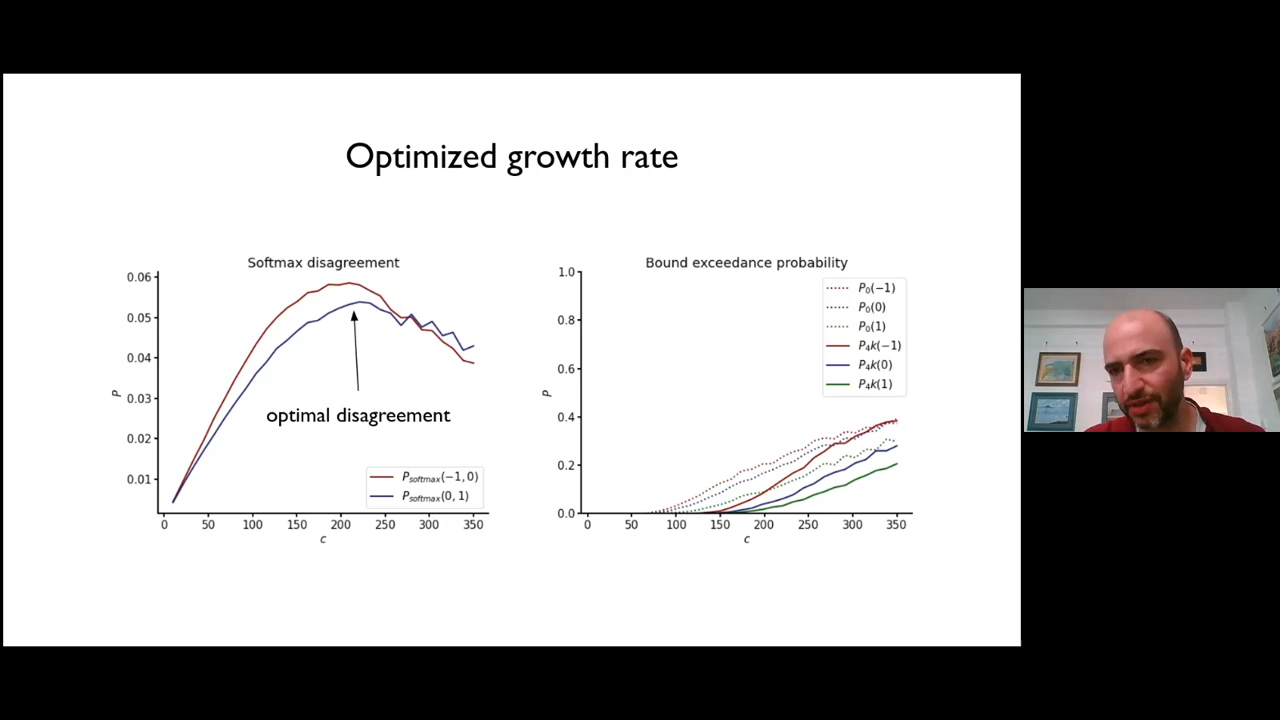 Optimized growth rate
Softmax disagreement
0.06
0.05
0.04
0.03
0.02
0.01
P
optimal disagreement
P_softmax(−1, 0)
P_softmax(0, 1)
0 50 100 150 200 250 300 350
c
Bound exceedance probability
1.0
0.8
0.6
0.4
0.2
0.0
P
P_0(−1)
P_0(0)
P_0(1)
P_4k(−1)
P_4k(0)
P_4k(1)
0 50 100 150 200 250 300 350
c